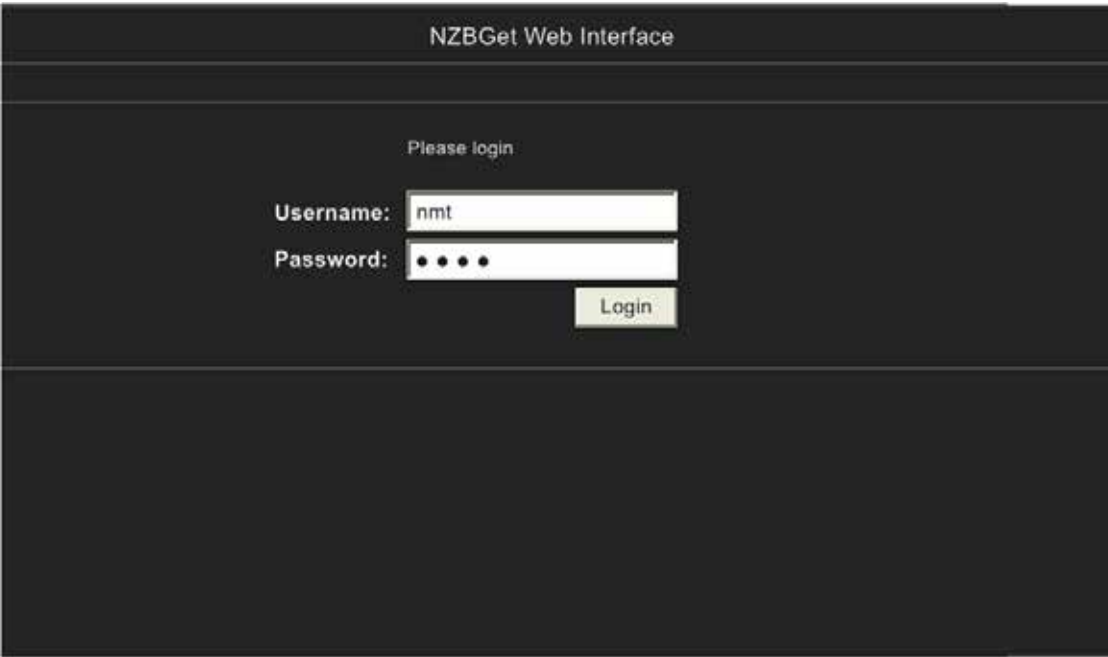 NZBGet Web Interface
Please login
Username: nmt
Password: ●●●●
Login